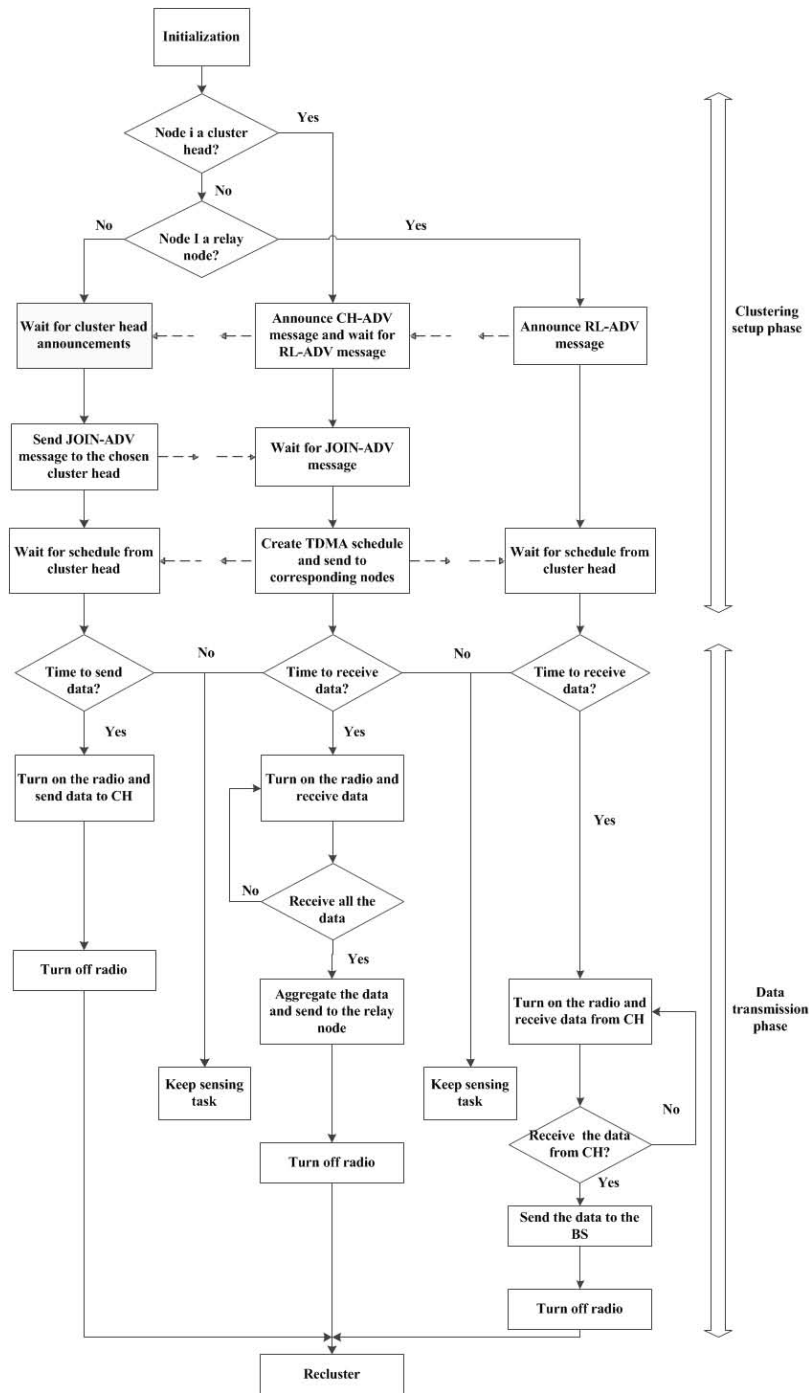 Initialization
Yes
Node i a cluster
head?
No
No
Node I a relay
node?
Yes
Wait for cluster head
announcements
Announce CH-ADV
message and wait for
RL-ADV message
Announce RL-ADV
message
Clustering
setup phase
Send JOIN-ADV
message to the chosen
cluster head
Wait for JOIN-ADV
message
Wait for schedule from
cluster head
Create TDMA schedule
and send to
corresponding nodes
Wait for schedule from
cluster head
Time to send
data?
No
Time to receive
data?
No
Time to receive
data?
Yes
Yes
Turn on the radio and
send data to CH
Turn on the radio and
receive data
Yes
No
Receive all the
data
Yes
Turn off radio
Aggregate the data
and send to the relay
node
Turn on the radio and
receive data from CH
Data
transmission
phase
Keep sensing
task
Keep sensing
task
No
Receive the data
from CH?
Turn off radio
Yes
Send the data to the
BS
Turn off radio
Recluster